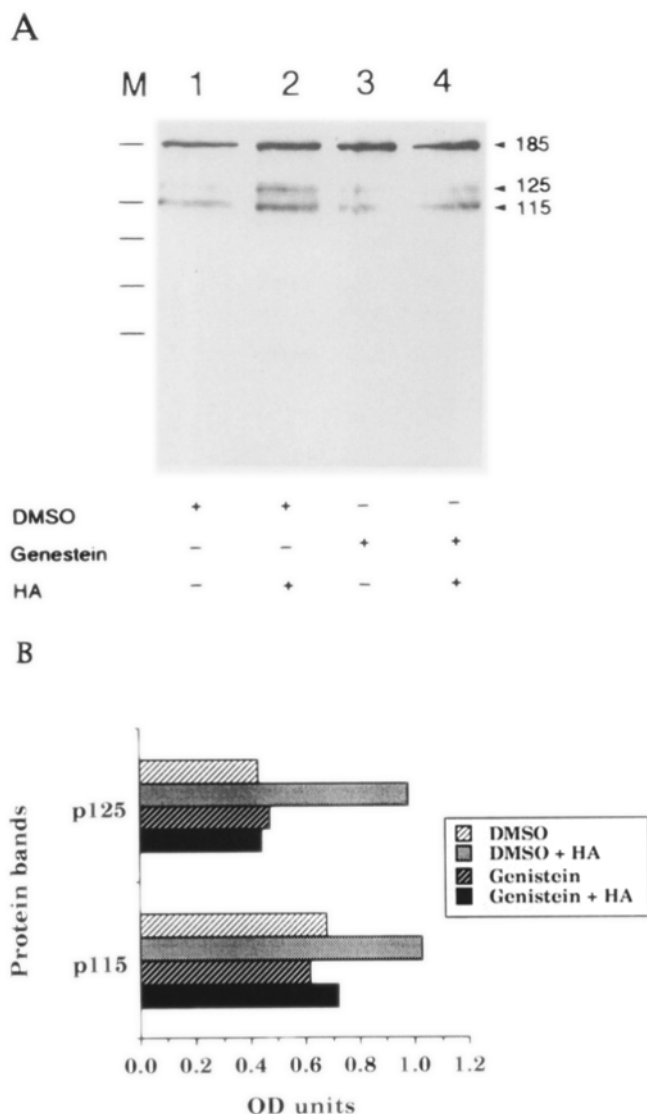 A
M 1 2 3 4
185
125
115
DMSO + + - -
Genestein - - + +
HA - + - +
B
Protein bands
p125
p115
DMSO
DMSO + HA
Genistein
Genistein + HA
0.0 0.2 0.4 0.6 0.8 1.0 1.2
OD units